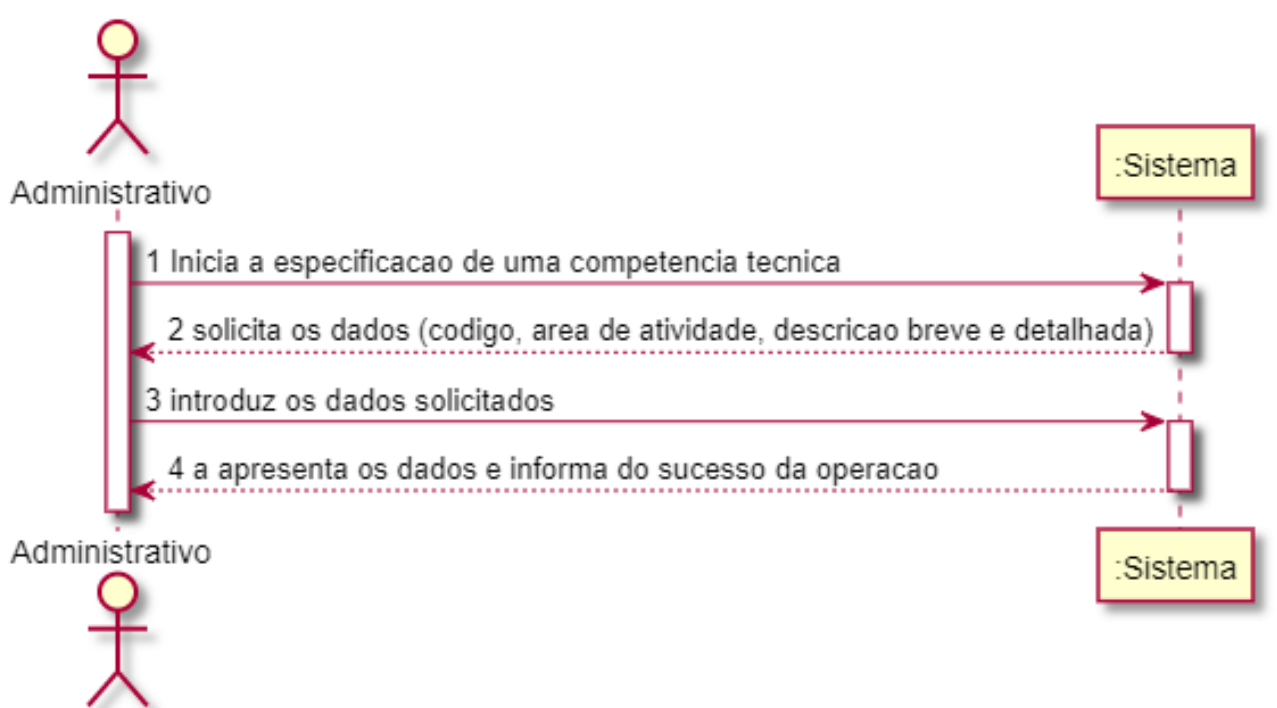 Administrativo
:Sistema
1 Inicia a especificacao de uma competencia tecnica
2 solicita os dados (codigo, area de atividade, descricao breve e detalhada)
3 introduz os dados solicitados
4 a apresenta os dados e informa do sucesso da operacao
Administrativo
:Sistema